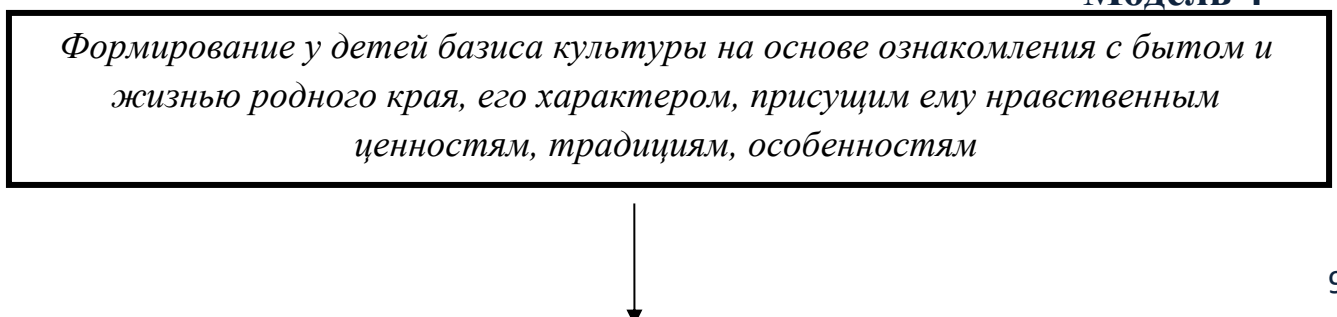 Формирование у детей базиса культуры на основе ознакомления с бытом и
жизнью родного края, его характером, присущим ему нравственным
ценностям, традициям, особенностям